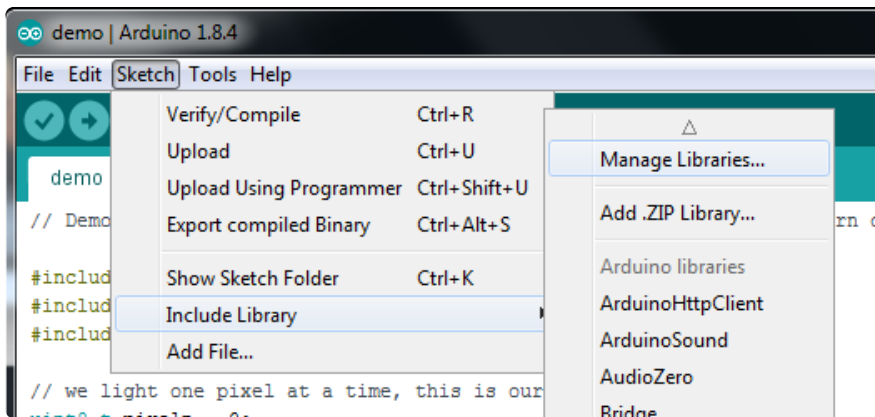 demo | Arduino 1.8.4
File Edit Sketch Tools Help
Verify/Compile Ctrl+R
Upload Ctrl+U
Upload Using Programmer Ctrl+Shift+U
Export compiled Binary Ctrl+Alt+S
Show Sketch Folder Ctrl+K
Include Library
Add File...
Manage Libraries...
Add .ZIP Library...
Arduino libraries
ArduinoHttpClient
ArduinoSound
AudioZero
Bridge
demo
// Demo
rn
#includ
#includ
#includ
// we light one pixel at a time, this is our